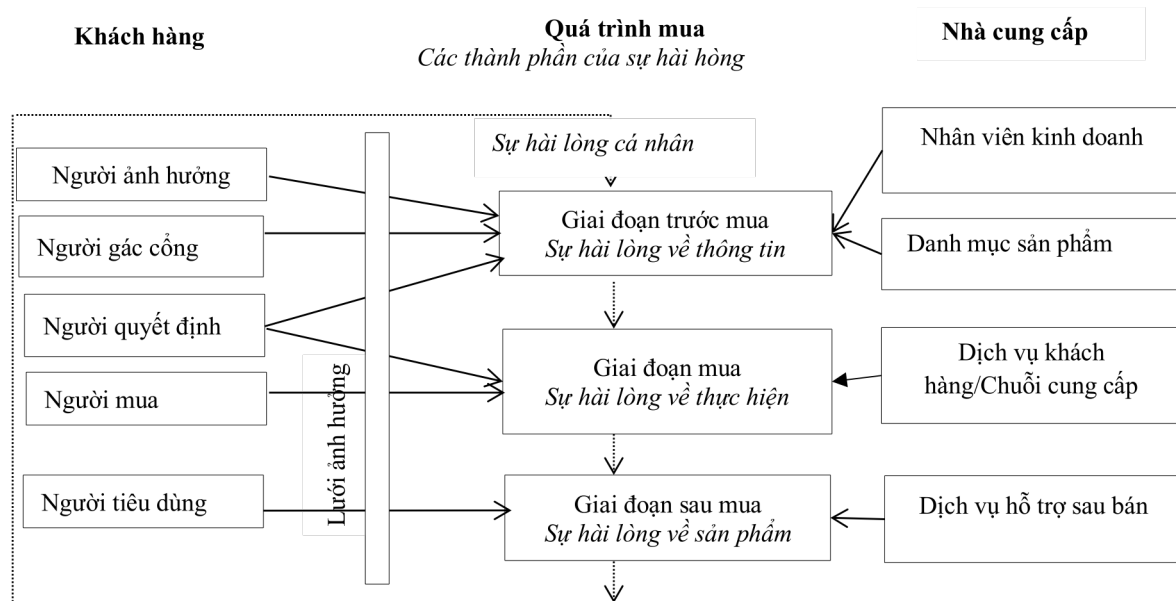 Khách hàng
Quá trình mua
Các thành phần của sự hài hòng
Nhà cung cấp
Sự hài lòng cá nhân
Người ảnh hưởng
Người gác cổng
Người quyết định
Người mua
Người tiêu dùng
Lưới ảnh hưởng
Giai đoạn trước mua
Sự hài lòng về thông tin
Giai đoạn mua
Sự hài lòng về thực hiện
Giai đoạn sau mua
Sự hài lòng về sản phẩm
Nhân viên kinh doanh
Danh mục sản phẩm
Dịch vụ khách
hàng/Chuỗi cung cấp
Dịch vụ hỗ trợ sau bán